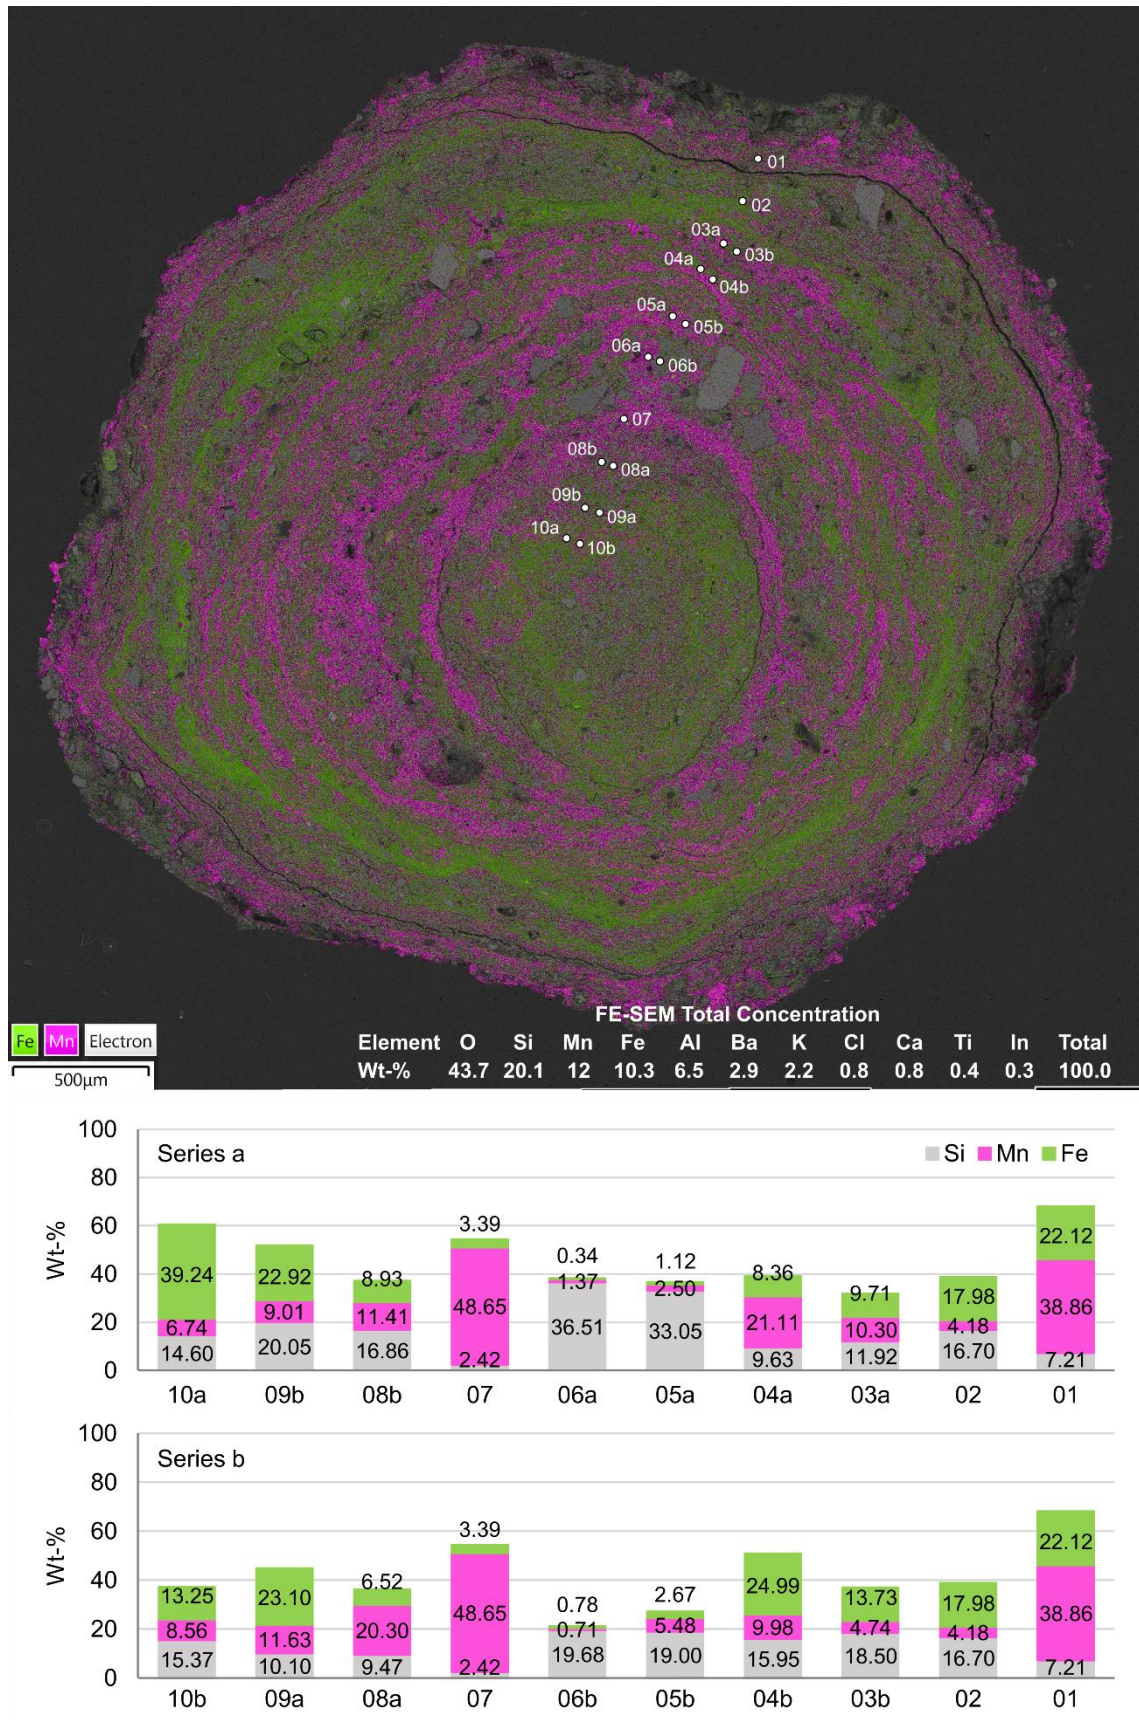 01
02
03a
03b
04a
04b
05a
05b
06a
06b
07
08b
08a
09b
09a
10a
10b
FE-SEM Total Concentration
Fe Mn Electron
500µm
Element O Si Mn Fe Al Ba K Cl Ca Ti In Total
Wt-% 43.7 20.1 12 10.3 6.5 2.9 2.2 0.8 0.8 0.4 0.3 100.0
100
80
60
40
20
0
Wt-%
Series a
Si Mn Fe
39.24 22.92 8.93 3.39 0.34 1.12 8.36 9.71 17.98 22.12
6.74 9.01 11.41 48.65 1.37 2.50 21.11 10.30 4.18 38.86
14.60 20.05 16.86 2.42 36.51 33.05 9.63 11.92 16.70 7.21
10a 09b 08b 07 06a 05a 04a 03a 02 01
100
80
60
40
20
0
Wt-%
Series b
13.25 23.10 6.52 3.39 0.78 2.67 24.99 13.73 17.98 22.12
8.56 11.63 20.30 48.65 0.71 5.48 9.98 4.74 4.18 38.86
15.37 10.10 9.47 2.42 19.68 19.00 15.95 18.50 16.70 7.21
10b 09a 08a 07 06b 05b 04b 03b 02 01